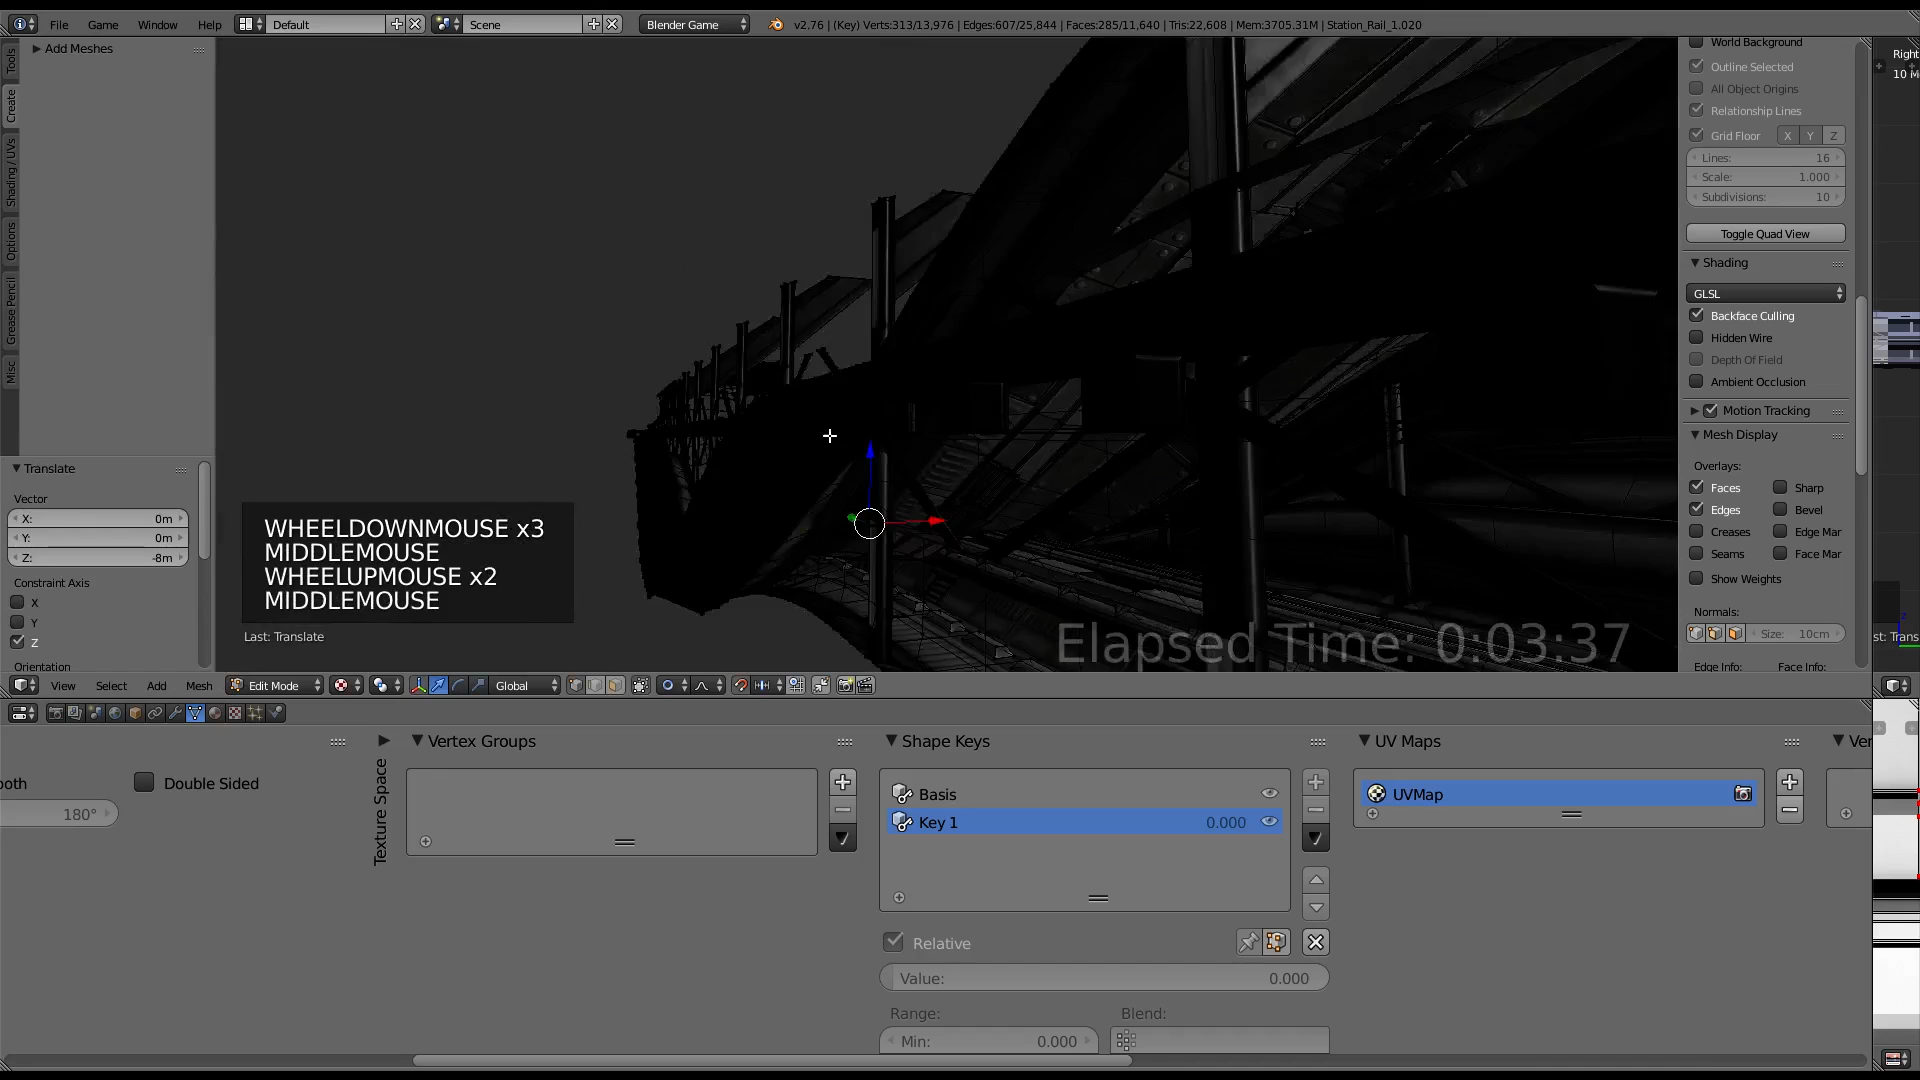 File Game Window Help Default Scene Blender Game v2.76 | (Key) Verts:313/13,976 | Edges:607/25,844 | Faces:285/11,640 | Tris:22,608 | Mem:3705.31M | Station_Rail_1,020
Tools
Create
Shading / UVs
Options
Grease Pencil
Misc
Add Meshes
Translate
Vector
X: 0m
Y: 0m
Z: -8m
Constraint Axis
X
Y
Z
Orientation
WHEELDOWNMOUSE x3
MIDDLEMOUSE
WHEELUPMOUSE x2
MIDDLEMOUSE
Last: Translate
Elapsed Time: 0:03:37
World Background
Outline Selected
All Object Origins
Relationship Lines
Grid Floor X Y Z
Lines: 16
Scale: 1.000
Subdivisions: 10
Toggle Quad View
Shading
GLSL
Backface Culling
Hidden Wire
Depth Of Field
Ambient Occlusion
Motion Tracking
Mesh Display
Overlays:
Faces Sharp
Edges Bevel
Creases Edge Mar
Seams Face Mar
Show Weights
Normals:
Size: 10cm
Edge Info: Face Info:
Right
10 M
st: Trans
View Select Add Mesh Edit Mode Global
ooth
Double Sided
180°
Texture Space
Vertex Groups
Shape Keys
Basis
Key 1 0.000
Relative
Value: 0.000
Range: Blend:
Min: 0.000
UV Maps
UVMap
Ver